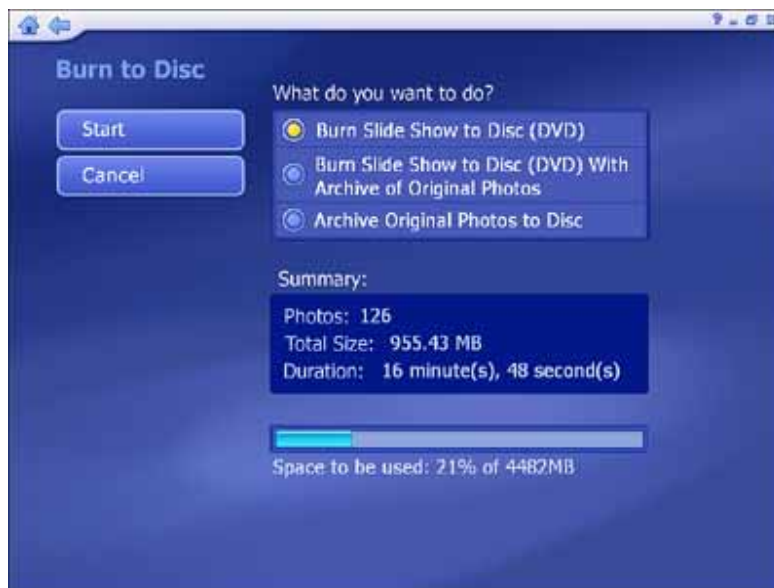 Burn to Disc
Start
Cancel
What do you want to do?
Burn Slide Show to Disc (DVD)
Burn Slide Show to Disc (DVD) With
Archive of Original Photos
Archive Original Photos to Disc
Summary:
Photos: 126
Total Size: 955.43 MB
Duration: 16 minute(s), 48 second(s)
Space to be used: 21% of 4482MB